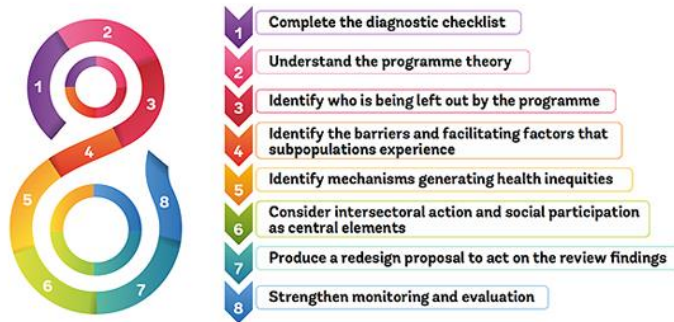 2
1
3
4
5
8
6
7
1 Complete the diagnostic checklist
2 Understand the programme theory
3 Identify who is being left out by the programme
4 Identify the barriers and facilitating factors that
subpopulations experience
5 Identify mechanisms generating health inequities
6 Consider intersectoral action and social participation
as central elements
7 Produce a redesign proposal to act on the review findings
8 Strengthen monitoring and evaluation